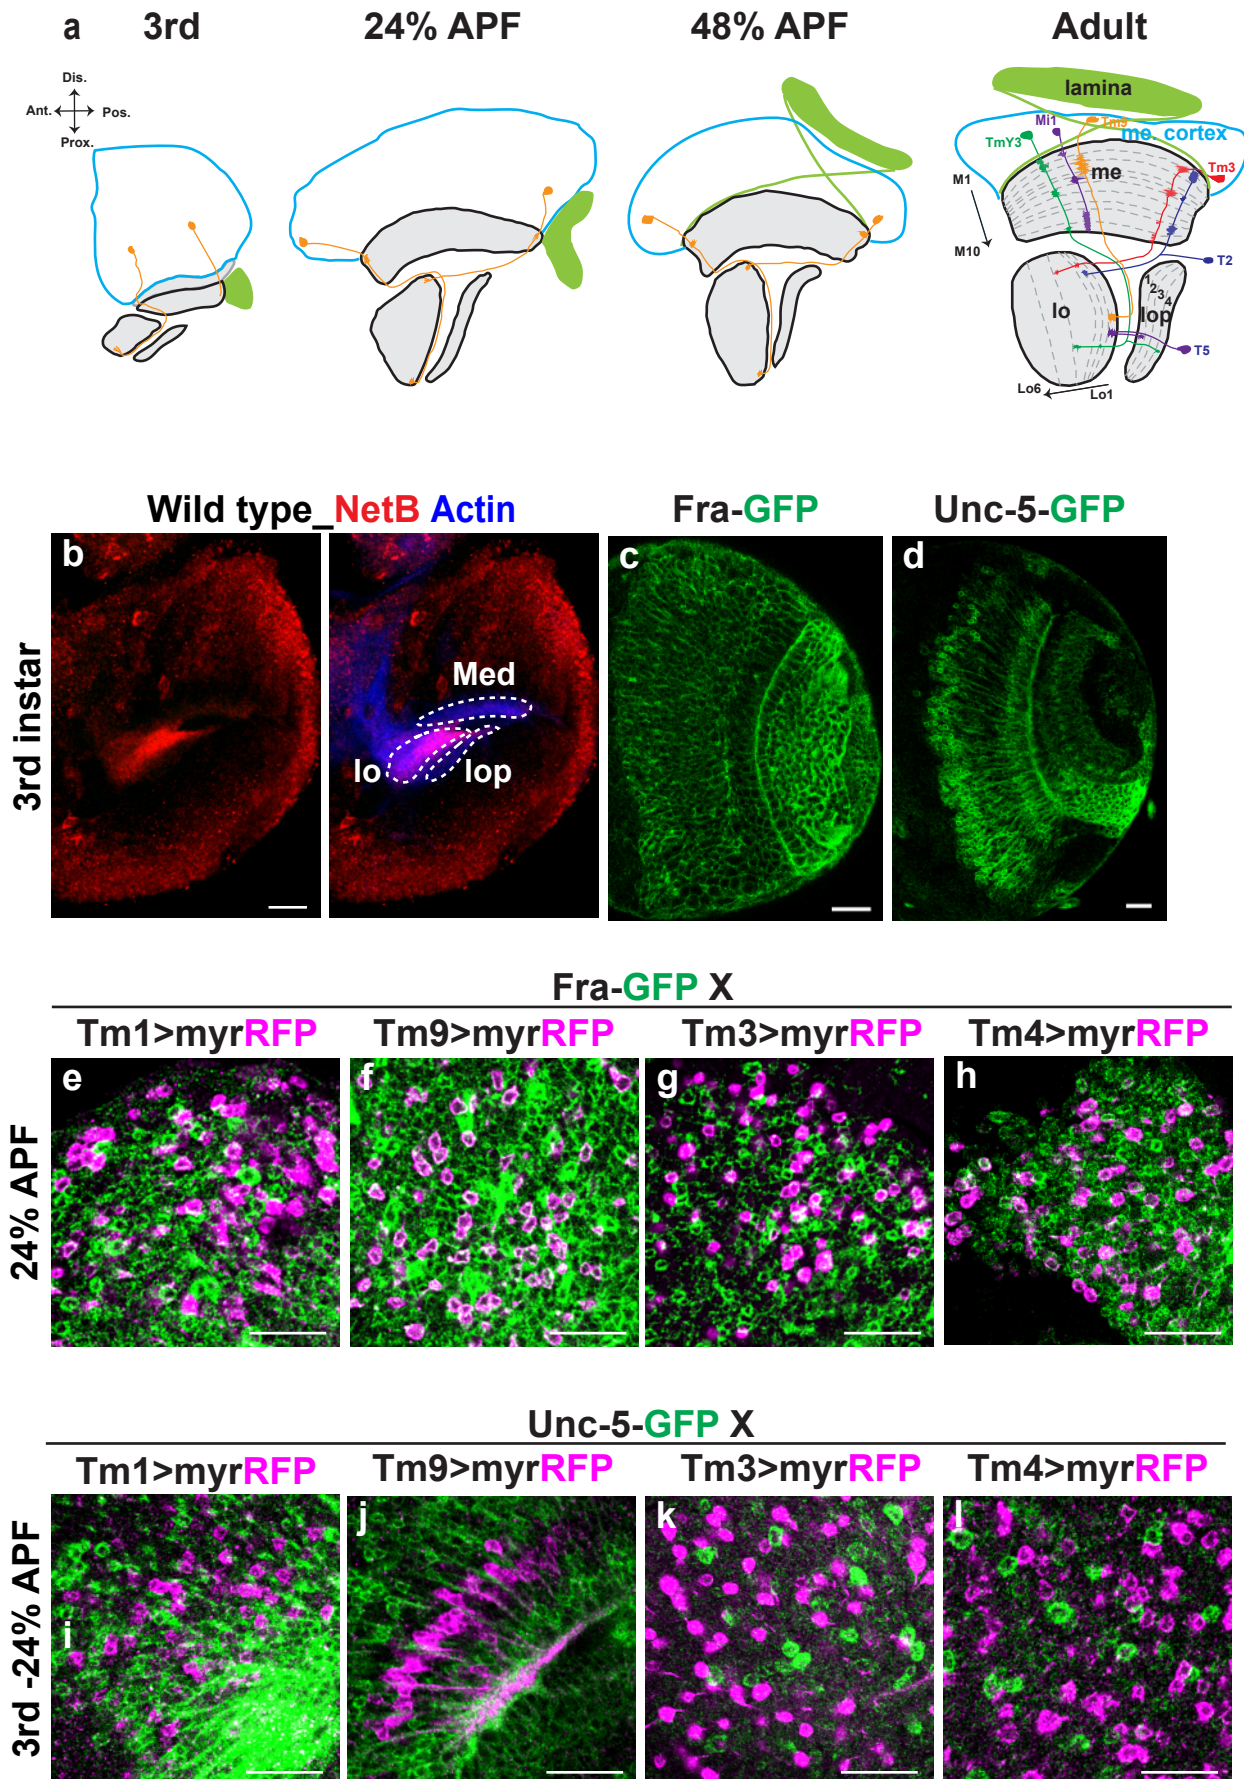 a 3rd 24% APF 48% APF Adult
Dis.
Ant. Pos.
Prox.
lamina
Mi1 Tm9
me. cortex
TmY3
me
Tm3
M1
M10
T2
1 2 3 4
lo lop
T5
Lo6 Lo1
Wild type_NetB Actin Fra-GFP Unc-5-GFP
3rd instar
b c d
Med
lo lop
Fra-GFP X
Tm1>myrRFP Tm9>myrRFP Tm3>myrRFP Tm4>myrRFP
24% APF
e f g h
Unc-5-GFP X
Tm1>myrRFP Tm9>myrRFP Tm3>myrRFP Tm4>myrRFP
3rd -24% APF
i j k l